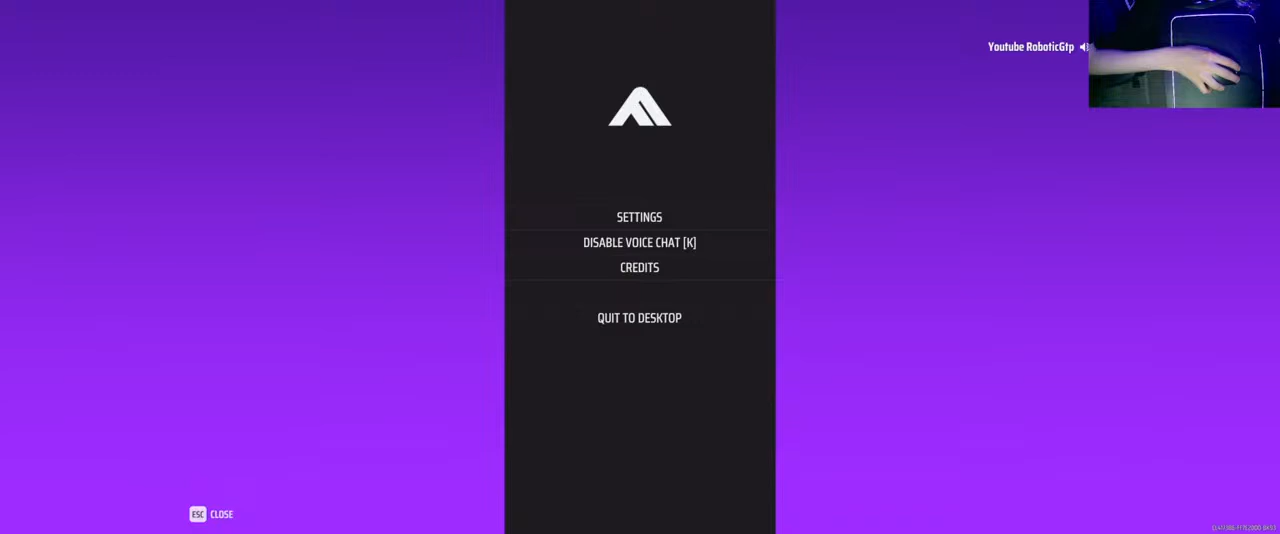 Youtube RoboticGtp
SETTINGS
DISABLE VOICE CHAT [K]
CREDITS
QUIT TO DESKTOP
ESC CLOSE